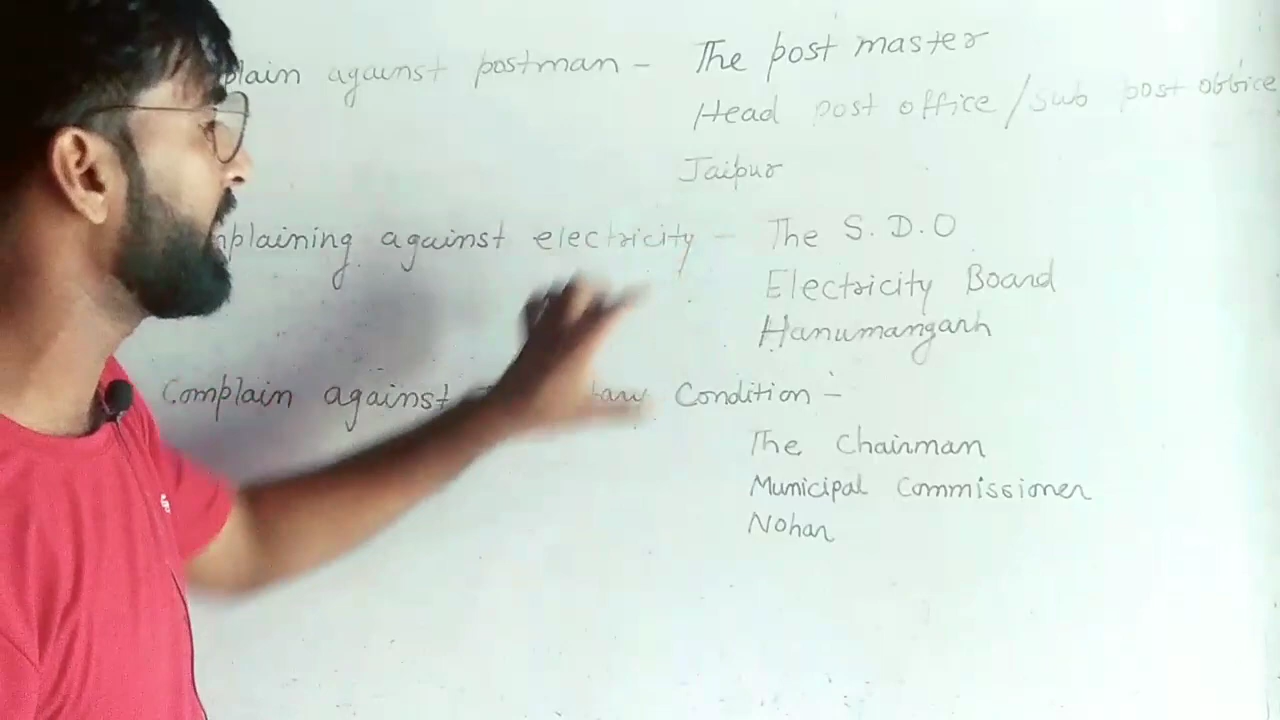 plain against postman - The post master
Head post office / sub post office
Jaipur
plaining against electricity - The S. D. O
Electricity Board
Hanumangarh
Complain against Condition -
The Chairman
Municipal Commissioner
Nohar